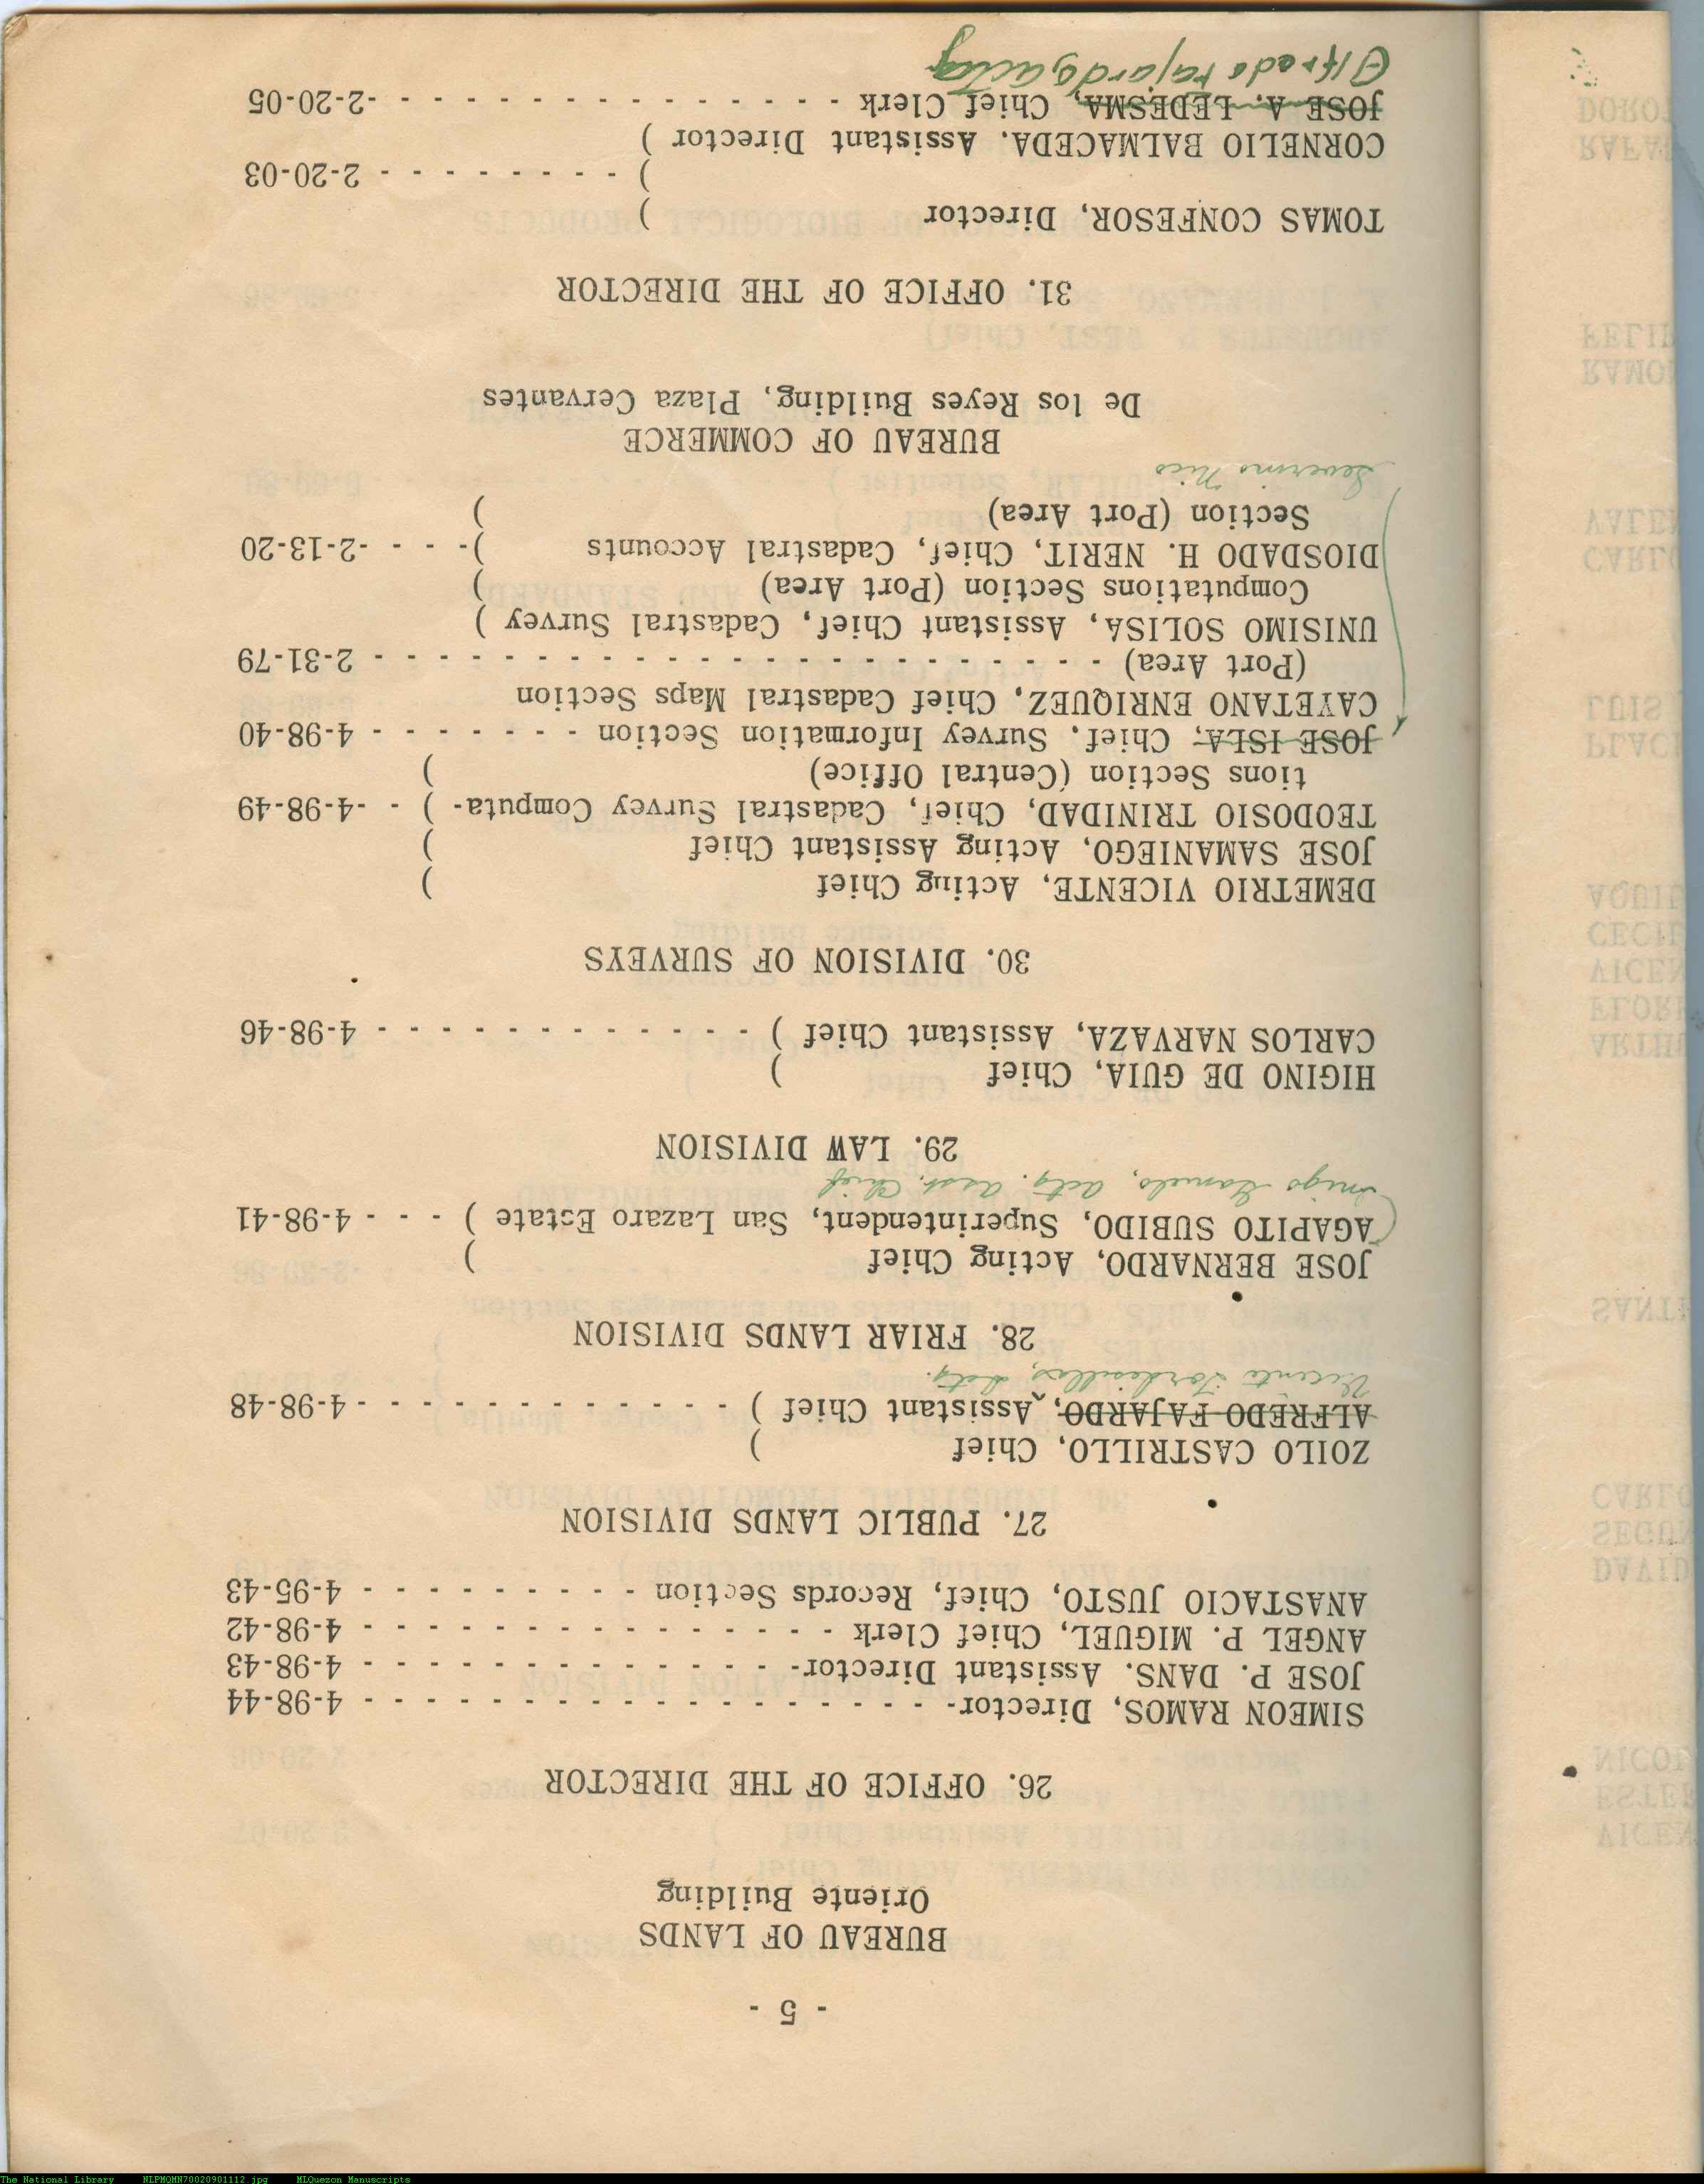 - 5 -
BUREAU OF LANDS
Oriente Building
26. OFFICE OF THE DIRECTOR
SIMEON RAMOS, Director- - - - - - - - - - - - - - - - - - 4-98-44
JOSE P. DANS. Assistant Director- - - - - - - - - - - - - 4-98-43
ANGEL P. MIGUEL, Chief Clerk - - - - - - - - - - - - - - - 4-98-42
ANASTACIO JUSTO, Chief, Records Section - - - - - - - - - - 4-95-43
27. PUBLIC LANDS DIVISION
ZOILO CASTRILLO, Chief )
ALFREDO FAJARDO, Assistant Chief ) - - - - - - - - - - - - 4-98-48
Vicente Tordesillas, Actg.
28. FRIAR LANDS DIVISION
JOSE BERNARDO, Acting Chief )
AGAPITO SUBIDO, Superintendent, San Lazaro Estate ) - - - 4-98-41
actg. asst. Chief
29. LAW DIVISION
HIGINO DE GUIA, Chief )
CARLOS NARVAZA, Assistant Chief ) - - - - - - - - - - - - 4-98-46
30. DIVISION OF SURVEYS
DEMETRIO VICENTE, Acting Chief )
JOSE SAMANIEGO, Acting Assistant Chief )
TEODOSIO TRINIDAD, Chief, Cadastral Survey Computa- ) - -4-98-49
tions Section (Central Office) )
JOSE ISLA, Chief, Survey Information Section - - - - - - - 4-98-40
CAYETANO ENRIQUEZ, Chief Cadastral Maps Section
(Port Area) - - - - - - - - - - - - - - - - - - - - - 2-31-79
UNISIMO SOLISA, Assistant Chief, Cadastral Survey )
Computations Section (Port Area) )
DIOSDADO H. NERIT, Chief, Cadastral Accounts )- - - -2-13-20
Section (Port Area) )
Severino Nico
BUREAU OF COMMERCE
De los Reyes Building, Plaza Cervantes
31. OFFICE OF THE DIRECTOR
TOMAS CONFESOR, Director )
) - - - - - - - - 2-20-03
CORNELIO BALMACEDA. Assistant Director )
JOSE A. LEDESMA, Chief Clerk - - - - - - - - - - - - - - -2-20-05
Alfredo Fajardo, actg